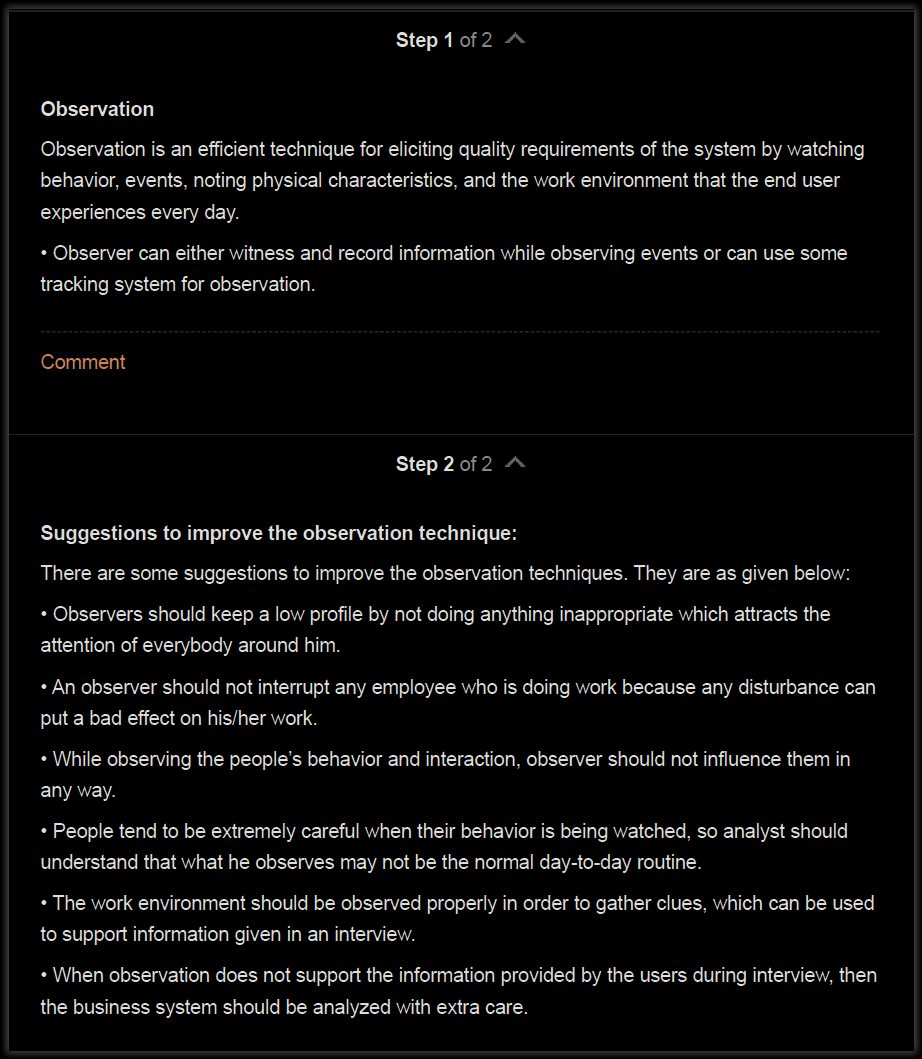 Step 1 of 2
Observation
Observation is an efficient technique for eliciting quality requirements of the system by watching
behavior, events, noting physical characteristics, and the work environment that the end user
experiences every day.
• Observer can either witness and record information while observing events or can use some
tracking system for observation.
Comment
Step 2 of 2
Suggestions to improve the observation technique:
There are some suggestions to improve the observation techniques. They are as given below:
• Observers should keep a low profile by not doing anything inappropriate which attracts the
attention of everybody around him.
• An observer should not interrupt any employee who is doing work because any disturbance can
put a bad effect on his/her work.
• While observing the people’s behavior and interaction, observer should not influence them in
any way.
• People tend to be extremely careful when their behavior is being watched, so analyst should
understand that what he observes may not be the normal day-to-day routine.
• The work environment should be observed properly in order to gather clues, which can be used
to support information given in an interview.
• When observation does not support the information provided by the users during interview, then
the business system should be analyzed with extra care.